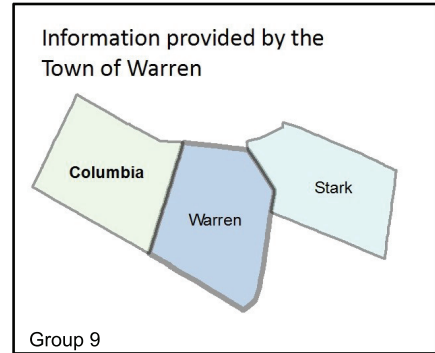 Information provided by the
Town of Warren
Columbia
Warren
Stark
Group 9